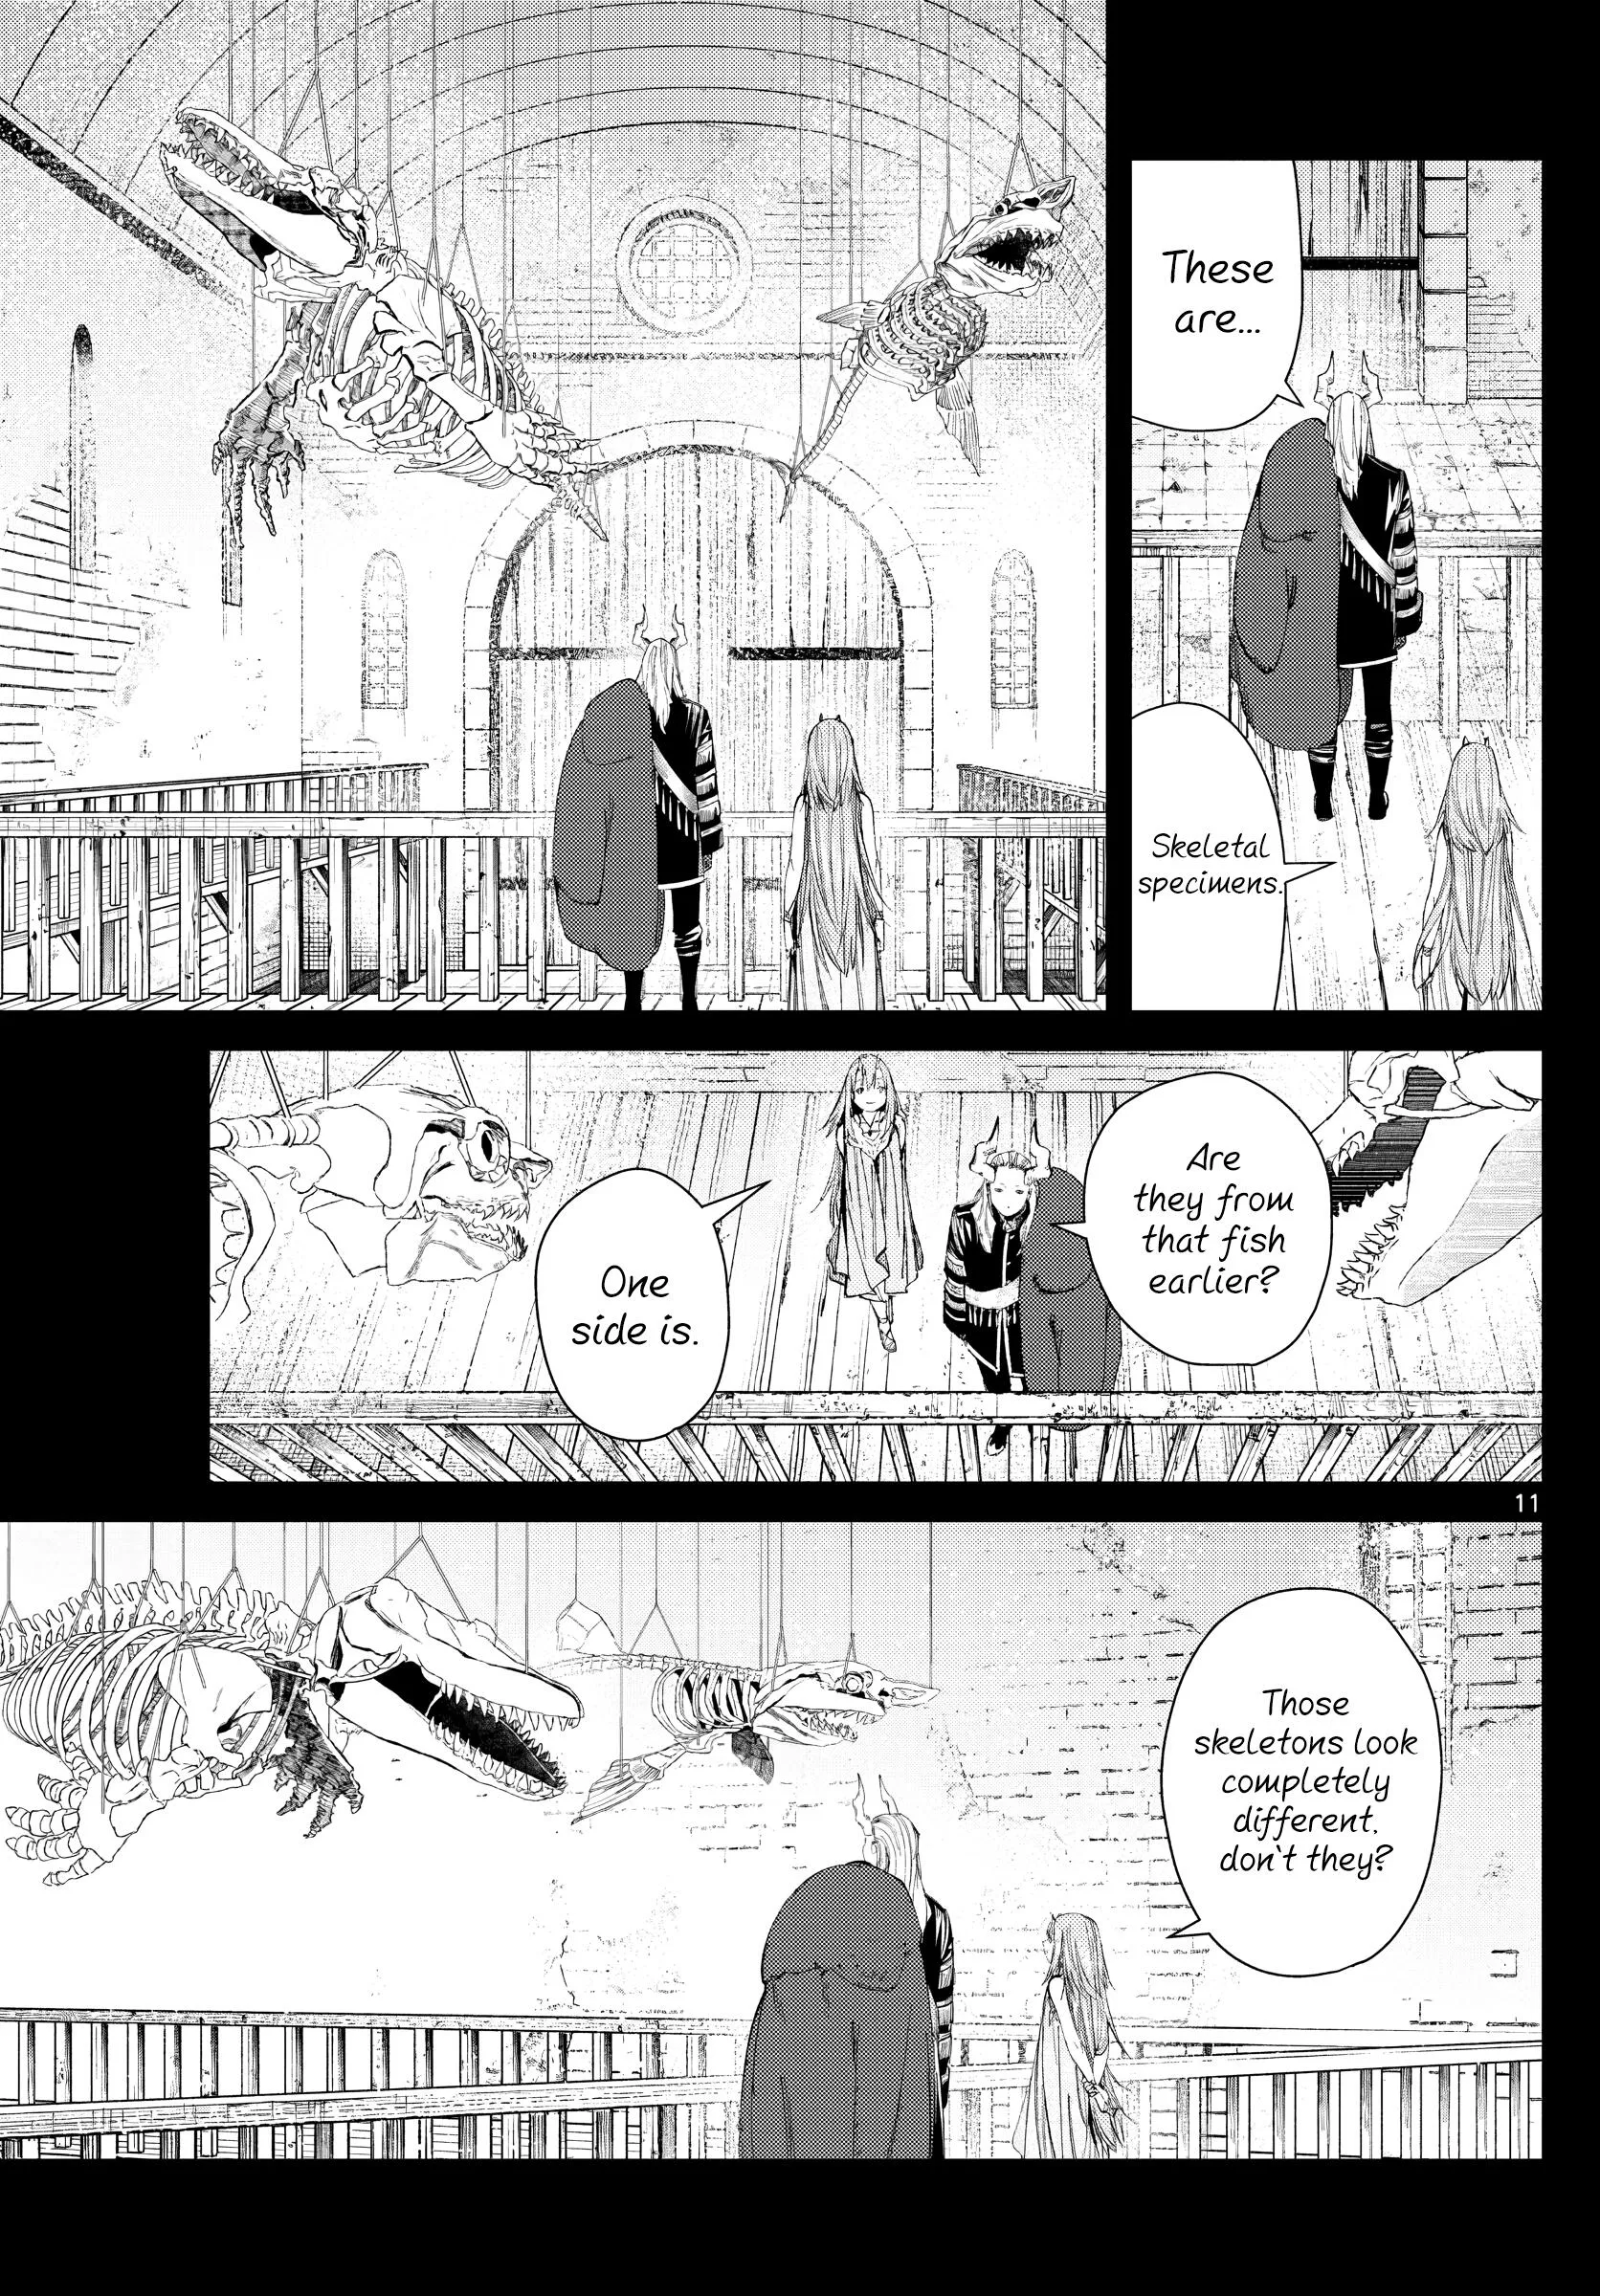 These
are...
Skeletal
specimens.
Are
they from
that fish
earlier?
One
side is.
11
Those
skeletons look
completely
different,
don't they?